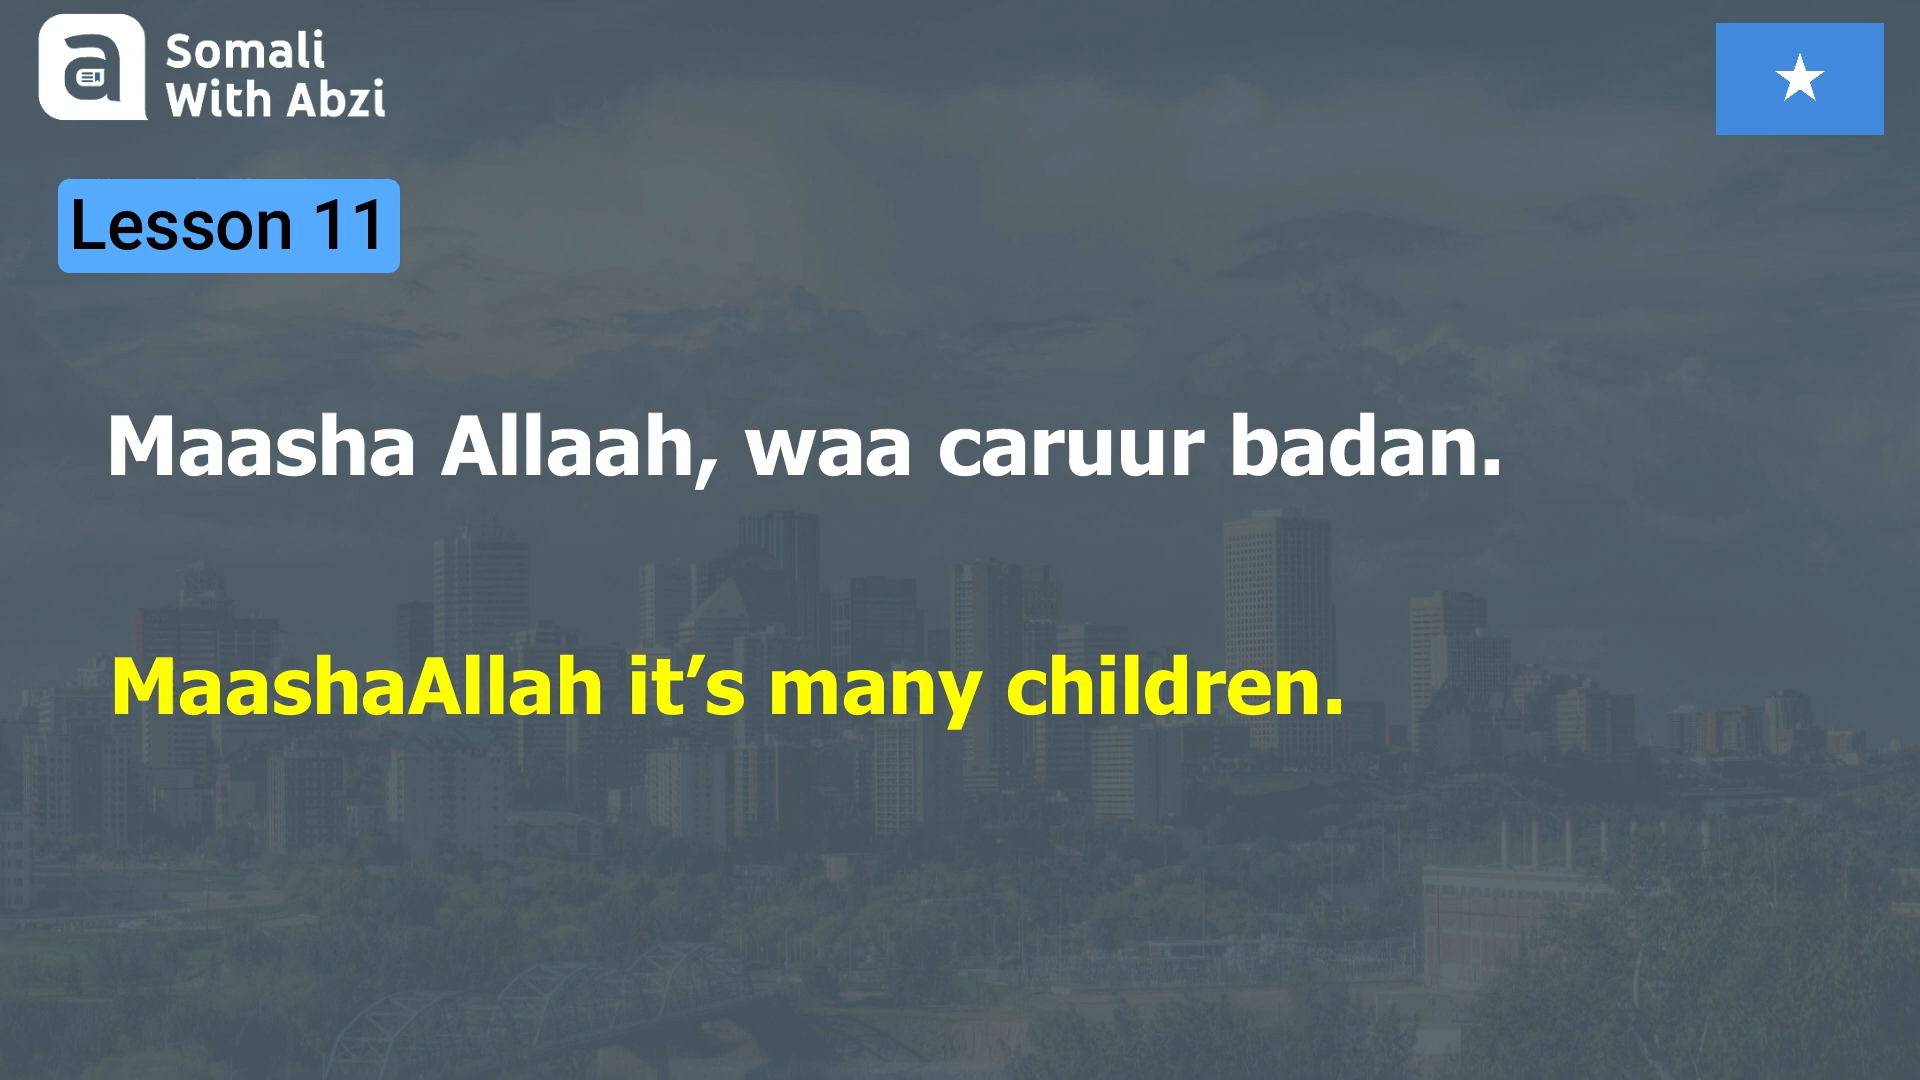 Somali
With Abzi
Lesson 11
Maasha Allaah, waa caruur badan.
MaashaAllah it’s many children.